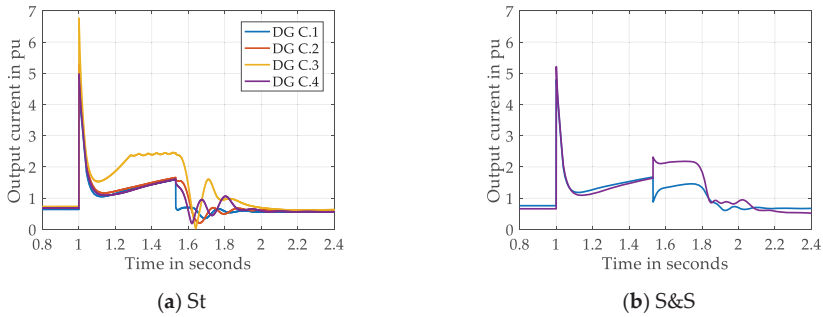 Output current in pu
7
6
5
4
3
2
1
0
0.8 1 1.2 1.4 1.6 1.8 2 2.2 2.4
Time in seconds
DG C.1
DG C.2
DG C.3
DG C.4
(a) St
Output current in pu
7
6
5
4
3
2
1
0
0.8 1 1.2 1.4 1.6 1.8 2 2.2 2.4
Time in seconds
(b) S&S